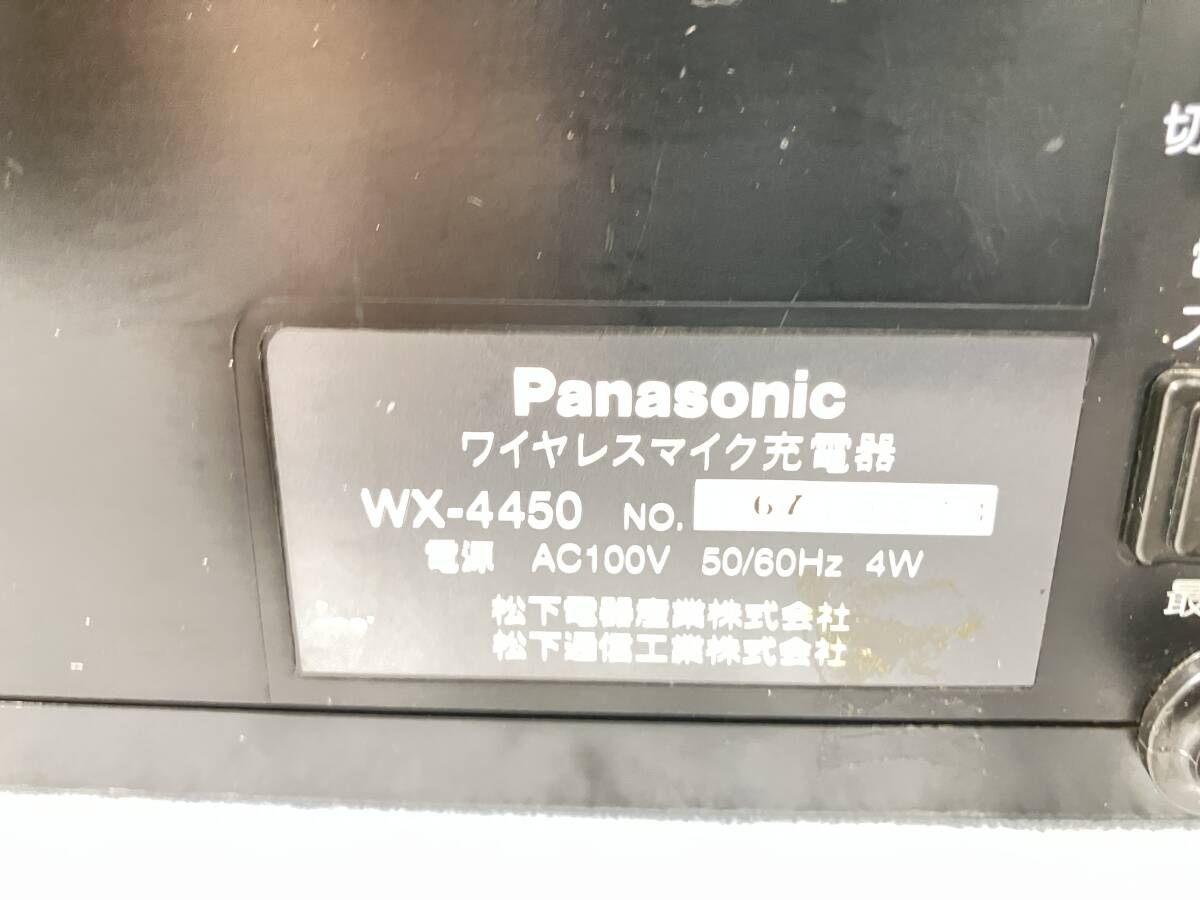 切
Panasonic
ワイヤレスマイク充電器
WX-4450 NO. 67
電源 AC100V 50/60Hz 4W
松下電器産業株式会社
松下通信工業株式会社
最